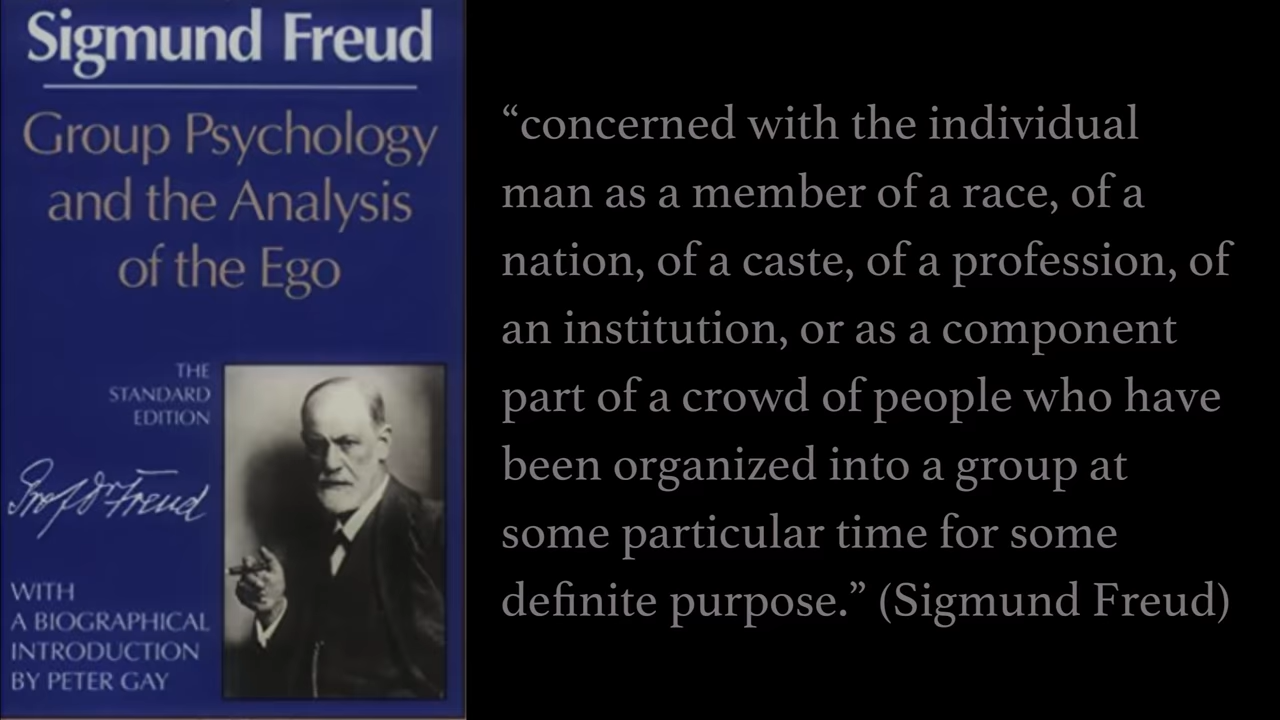 Sigmund Freud
Group Psychology
and the Analysis
of the Ego
THE
STANDARD
EDITION
Prof Dr Freud
WITH
A BIOGRAPHICAL
INTRODUCTION
BY PETER GAY
“concerned with the individual
man as a member of a race, of a
nation, of a caste, of a profession, of
an institution, or as a component
part of a crowd of people who have
been organized into a group at
some particular time for some
definite purpose.” (Sigmund Freud)